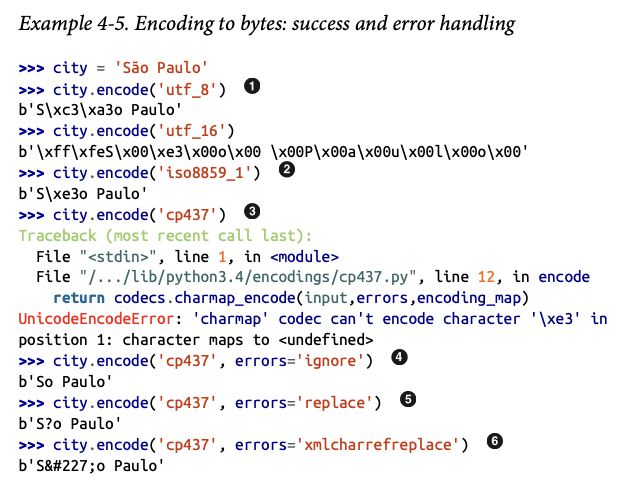 Example 4-5. Encoding to bytes: success and error handling
>>> city = 'São Paulo'
>>> city.encode('utf_8') ❶
b'S\xc3\xa3o Paulo'
>>> city.encode('utf_16')
b'\xff\xfeS\x00\xe3\x00o\x00 \x00P\x00a\x00u\x00l\x00o\x00'
>>> city.encode('iso8859_1') ❷
b'S\xe3o Paulo'
>>> city.encode('cp437') ❸
Traceback (most recent call last):
  File "<stdin>", line 1, in <module>
  File "/.../lib/python3.4/encodings/cp437.py", line 12, in encode
    return codecs.charmap_encode(input,errors,encoding_map)
UnicodeEncodeError: 'charmap' codec can't encode character '\xe3' in
position 1: character maps to <undefined>
>>> city.encode('cp437', errors='ignore') ❹
b'So Paulo'
>>> city.encode('cp437', errors='replace') ❺
b'S?o Paulo'
>>> city.encode('cp437', errors='xmlcharrefreplace') ❻
b'S&#227;o Paulo'